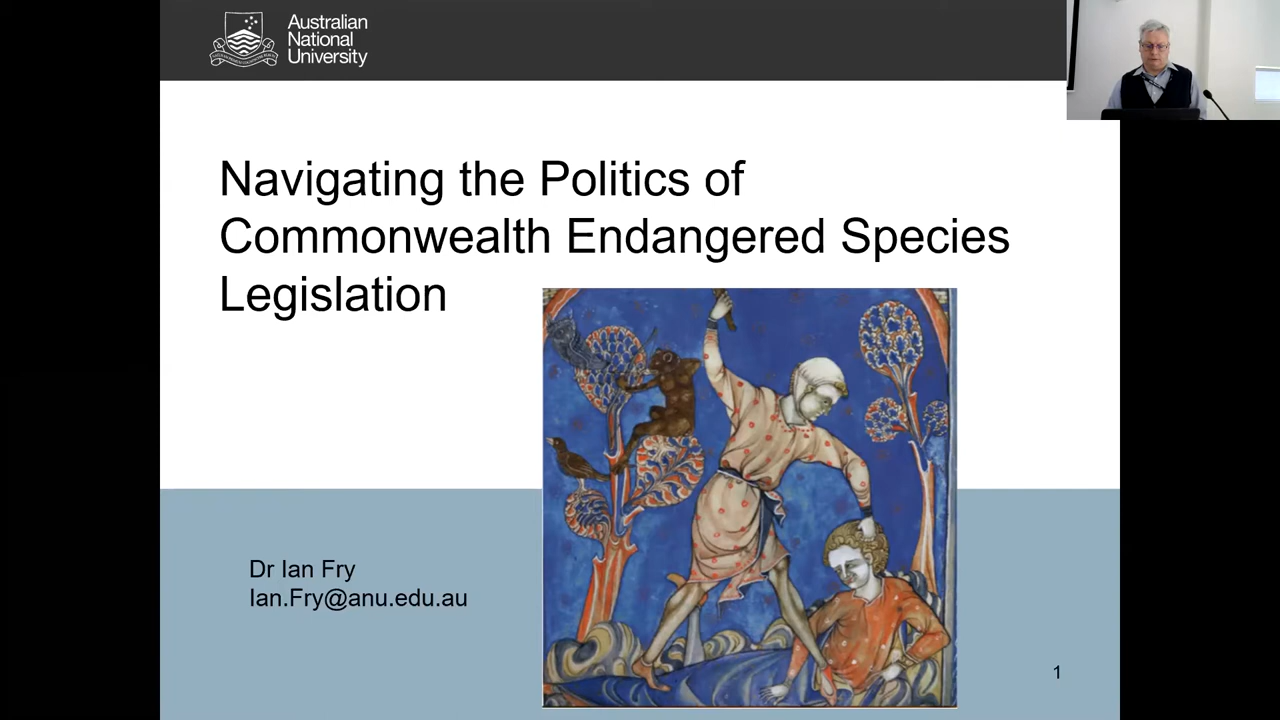 Australian
National
University
Navigating the Politics of
Commonwealth Endangered Species
Legislation
Dr Ian Fry
Ian.Fry@anu.edu.au
1